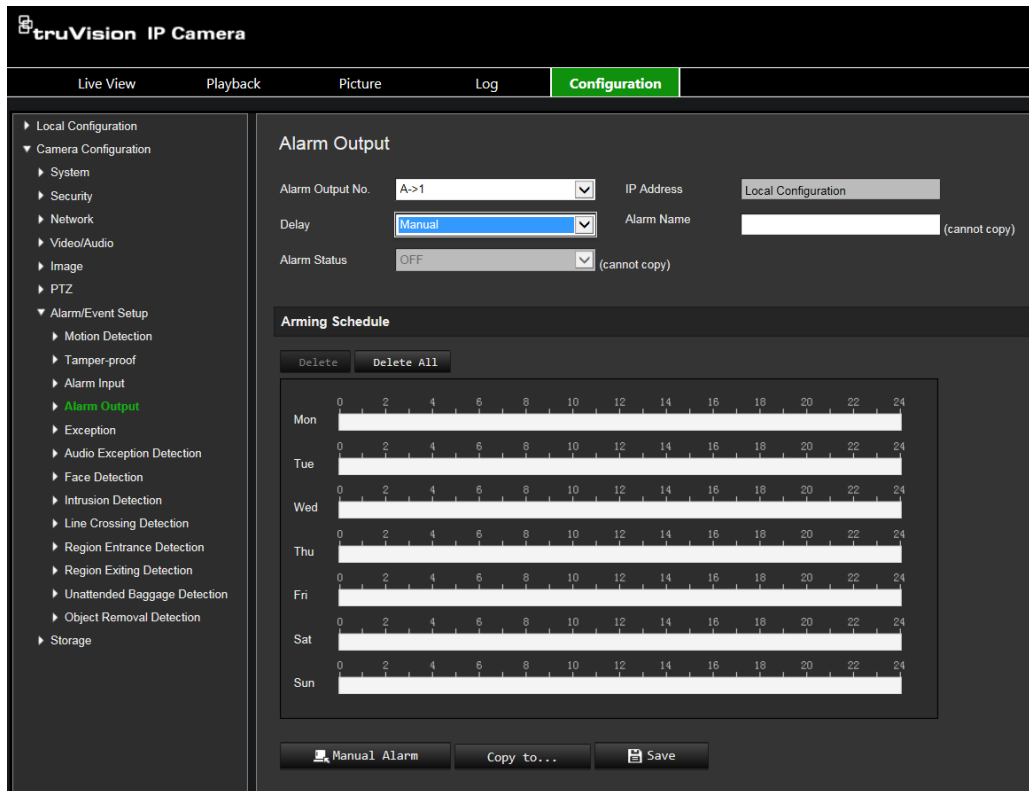 truVision IP Camera
Live View Playback Picture Log Configuration
Local Configuration
Camera Configuration
System
Security
Network
Video/Audio
Image
PTZ
Alarm/Event Setup
Motion Detection
Tamper-proof
Alarm Input
Alarm Output
Exception
Audio Exception Detection
Face Detection
Intrusion Detection
Line Crossing Detection
Region Entrance Detection
Region Exiting Detection
Unattended Baggage Detection
Object Removal Detection
Storage
Alarm Output
Alarm Output No. A->1 IP Address Local Configuration
Delay Manual Alarm Name (cannot copy)
Alarm Status OFF (cannot copy)
Arming Schedule
Delete Delete All
0 2 4 6 8 10 12 14 16 18 20 22 24
Mon
0 2 4 6 8 10 12 14 16 18 20 22 24
Tue
0 2 4 6 8 10 12 14 16 18 20 22 24
Wed
0 2 4 6 8 10 12 14 16 18 20 22 24
Thu
0 2 4 6 8 10 12 14 16 18 20 22 24
Fri
0 2 4 6 8 10 12 14 16 18 20 22 24
Sat
0 2 4 6 8 10 12 14 16 18 20 22 24
Sun
Manual Alarm Copy to... Save